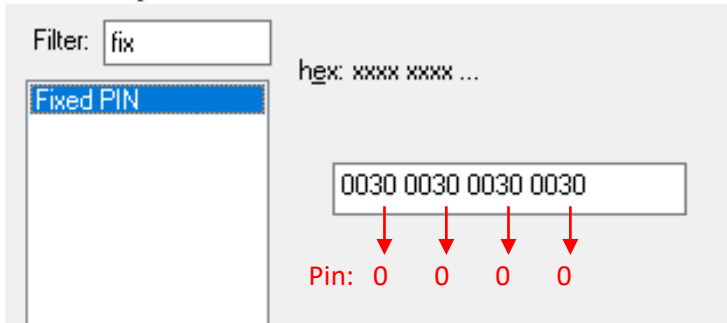 Filter: fix
hex: xxxx xxxx ...
Fixed PIN
0030 0030 0030 0030
Pin: 0 0 0 0